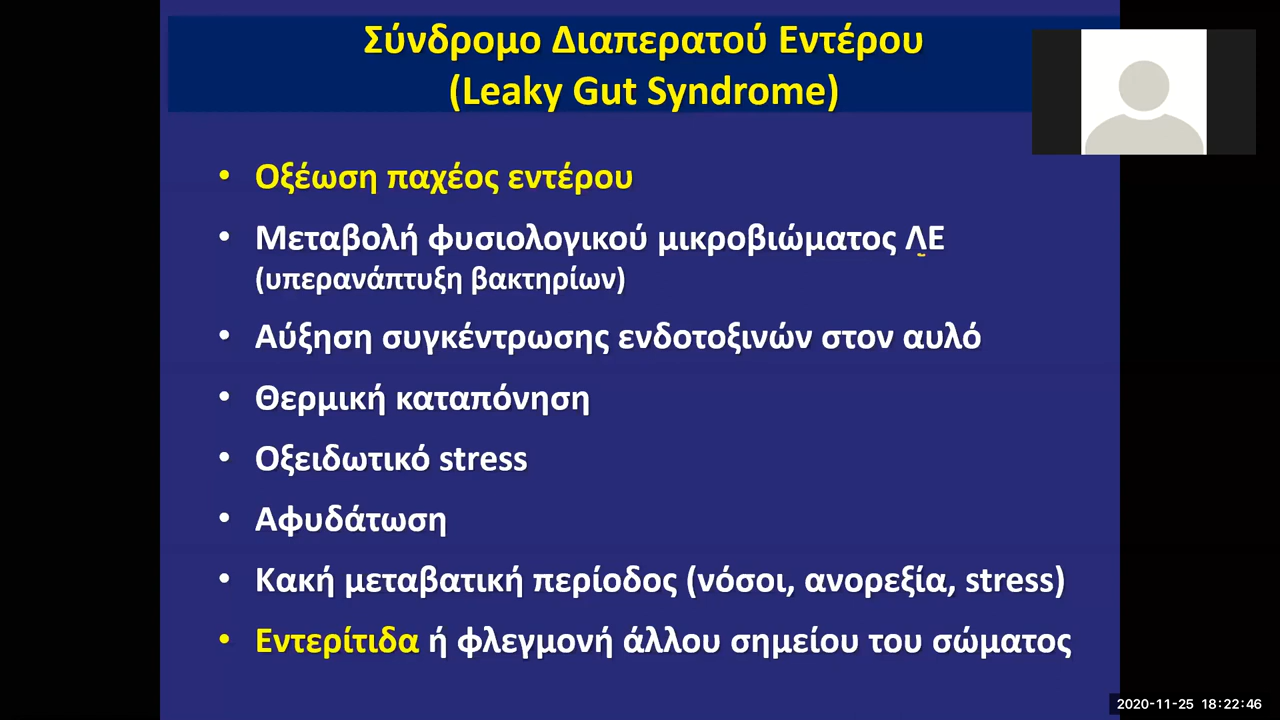 Σύνδρομο Διαπερατού Εντέρου
(Leaky Gut Syndrome)
• Οξέωση παχέος εντέρου
• Μεταβολή φυσιολογικού μικροβιώματος ΛΕ
(υπερανάπτυξη βακτηρίων)
• Αύξηση συγκέντρωσης ενδοτοξινών στον αυλό
• Θερμική καταπόνηση
• Οξειδωτικό stress
• Αφυδάτωση
• Κακή μεταβατική περίοδος (νόσοι, ανορεξία, stress)
• Εντερίτιδα ή φλεγμονή άλλου σημείου του σώματος
2020-11-25 18:22:46